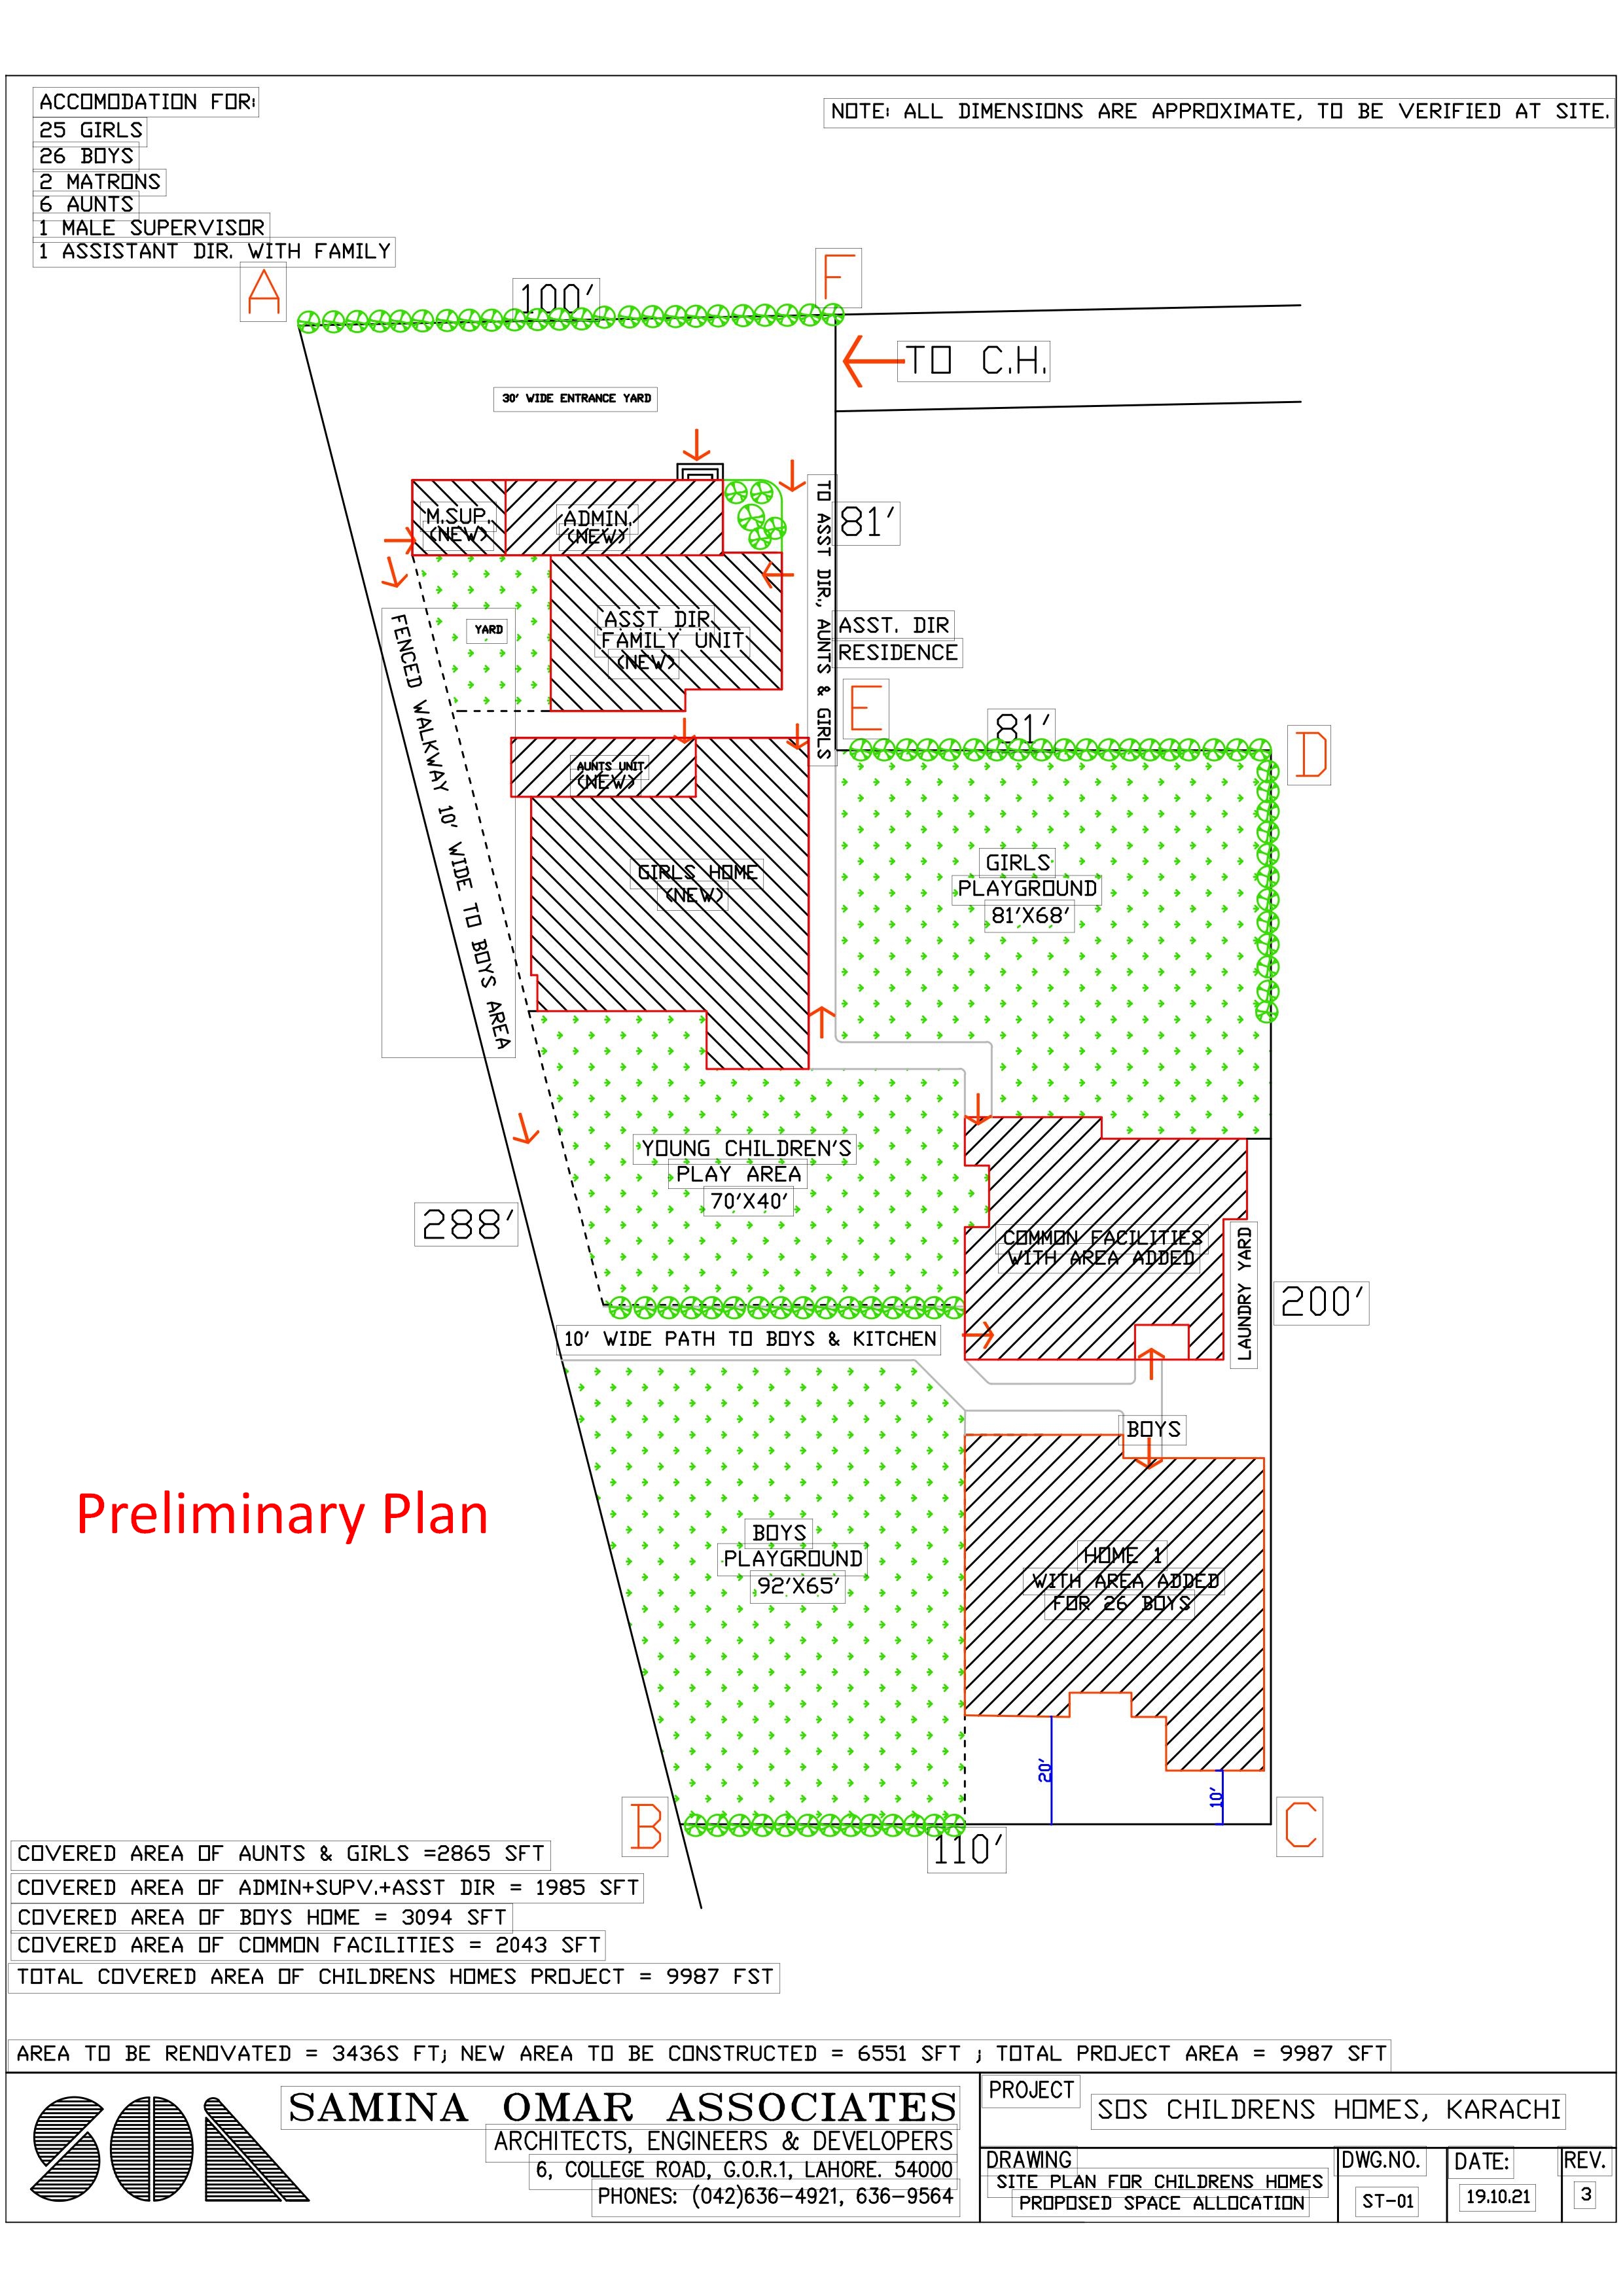 ACCOMODATION FOR:
25 GIRLS
26 BOYS
2 MATRONS
6 AUNTS
1 MALE SUPERVISOR
1 ASSISTANT DIR. WITH FAMILY
NOTE: ALL DIMENSIONS ARE APPROXIMATE, TO BE VERIFIED AT SITE.
A
100'
F
TO C.H.
30' WIDE ENTRANCE YARD
M.SUP.
(NEW)
ADMIN.
(NEW)
TO ASST DIR., AUNTS & GIRLS
81'
ASST. DIR
RESIDENCE
ASST DIR
FAMILY UNIT
(NEW)
YARD
FENCED WALKWAY 10' WIDE TO BOYS AREA
E
81'
D
AUNTS UNIT
(NEW)
GIRLS HOME
(NEW)
GIRLS
PLAYGROUND
81'X68'
YOUNG CHILDREN'S
PLAY AREA
70'X40'
288'
COMMON FACILITIES
WITH AREA ADDED
LAUNDRY YARD
200'
10' WIDE PATH TO BOYS & KITCHEN
BOYS
Preliminary Plan
BOYS
PLAYGROUND
92'X65'
HOME 1
WITH AREA ADDED
FOR 26 BOYS
20'
10'
B
110'
C
COVERED AREA OF AUNTS & GIRLS =2865 SFT
COVERED AREA OF ADMIN+SUPV.+ASST DIR = 1985 SFT
COVERED AREA OF BOYS HOME = 3094 SFT
COVERED AREA OF COMMON FACILITIES = 2043 SFT
TOTAL COVERED AREA OF CHILDRENS HOMES PROJECT = 9987 FST
AREA TO BE RENOVATED = 3436S FT; NEW AREA TO BE CONSTRUCTED = 6551 SFT ; TOTAL PROJECT AREA = 9987 SFT
SOA
SAMINA OMAR ASSOCIATES
ARCHITECTS, ENGINEERS & DEVELOPERS
6, COLLEGE ROAD, G.O.R.1, LAHORE. 54000
PHONES: (042)636-4921, 636-9564
PROJECT
SOS CHILDRENS HOMES, KARACHI
DRAWING
SITE PLAN FOR CHILDRENS HOMES
PROPOSED SPACE ALLOCATION
DWG.NO.
ST-01
DATE:
19.10.21
REV.
3